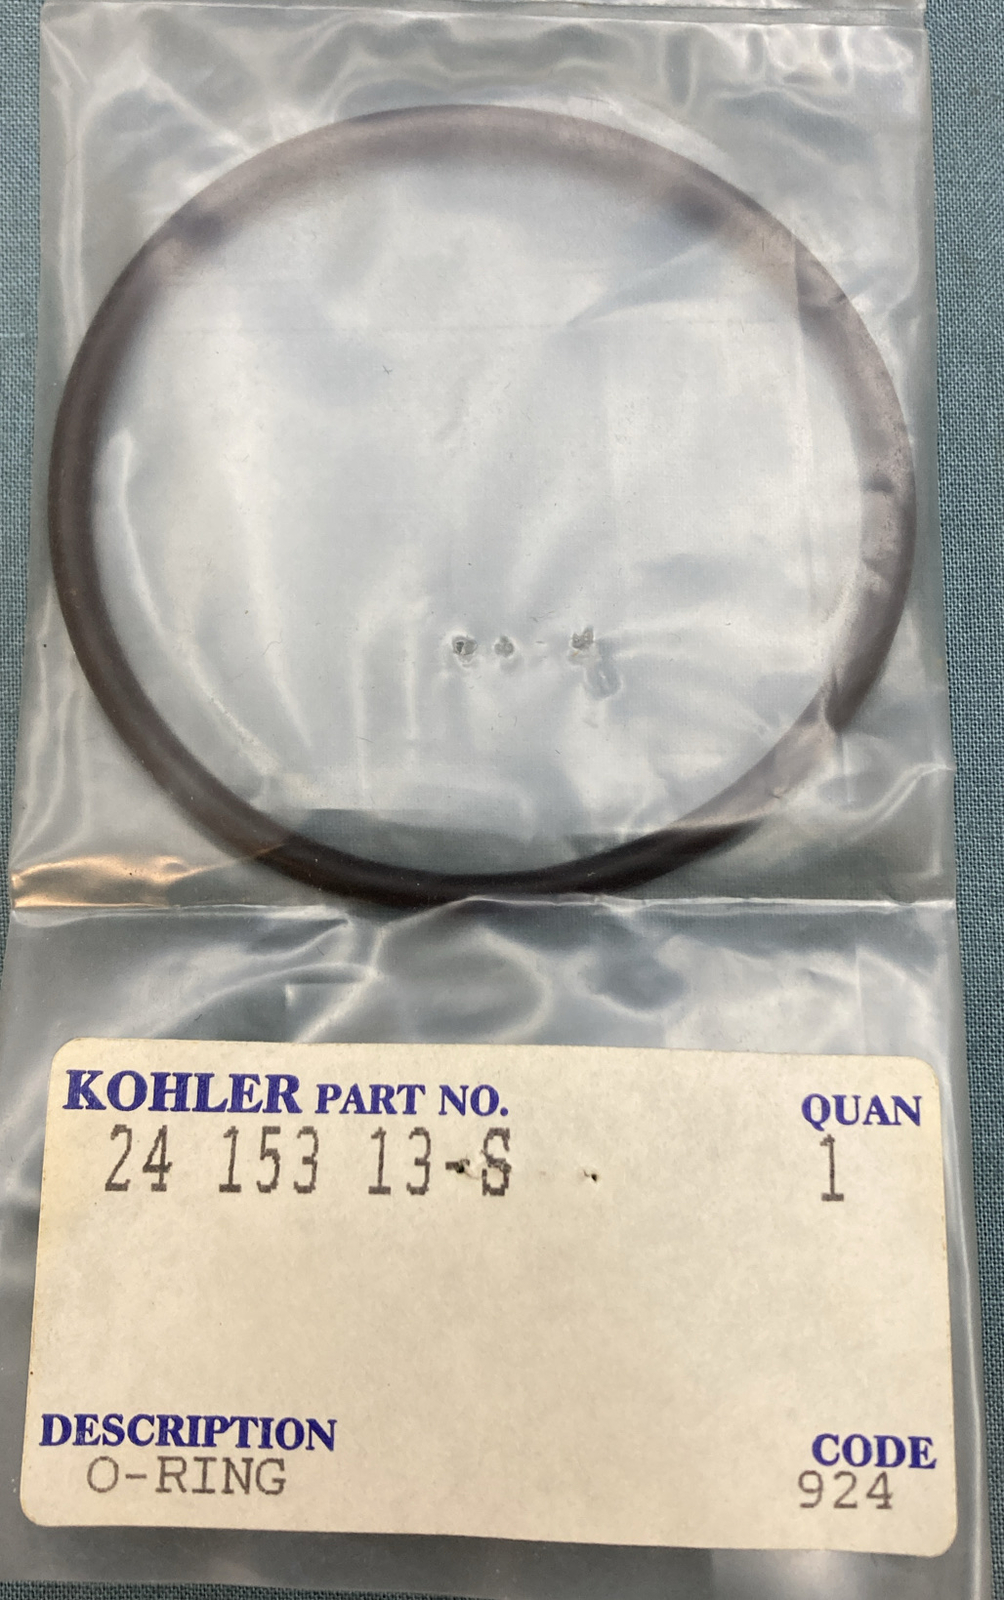 KOHLER PART NO. QUAN
24 153 13-S 1
DESCRIPTION CODE
O-RING 924